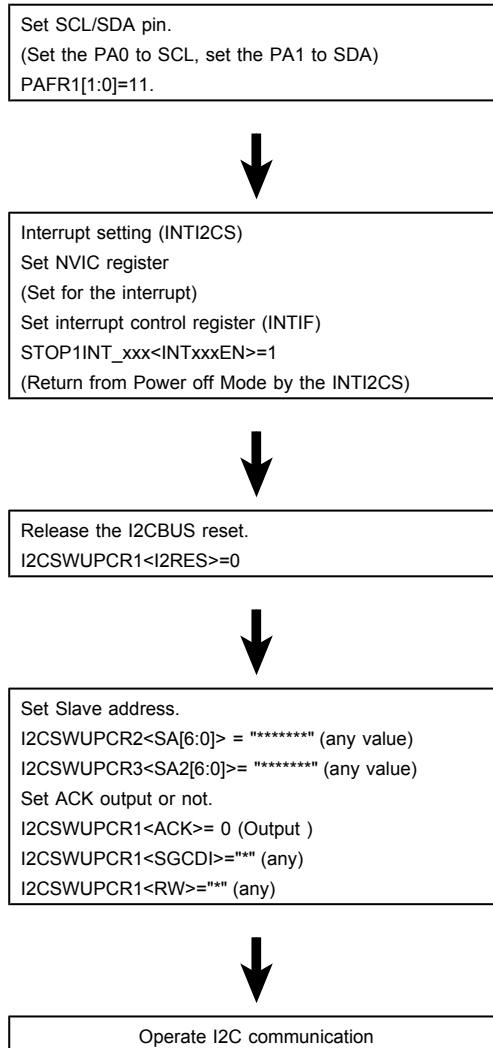 Set SCL/SDA pin.
(Set the PA0 to SCL, set the PA1 to SDA)
PAFR1[1:0]=11.
Interrupt setting (INTI2CS)
Set NVIC register
(Set for the interrupt)
Set interrupt control register (INTIF)
STOP1INT_xxx<INTxxxEN>=1
(Return from Power off Mode by the INTI2CS)
Release the I2CBUS reset.
I2CSWUPCR1<I2RES>=0
Set Slave address.
I2CSWUPCR2<SA[6:0]> = "*******" (any value)
I2CSWUPCR3<SA2[6:0]>= "*******" (any value)
Set ACK output or not.
I2CSWUPCR1<ACK>= 0 (Output )
I2CSWUPCR1<SGCDI>="*" (any)
I2CSWUPCR1<RW>="*" (any)
Operate I2C communication